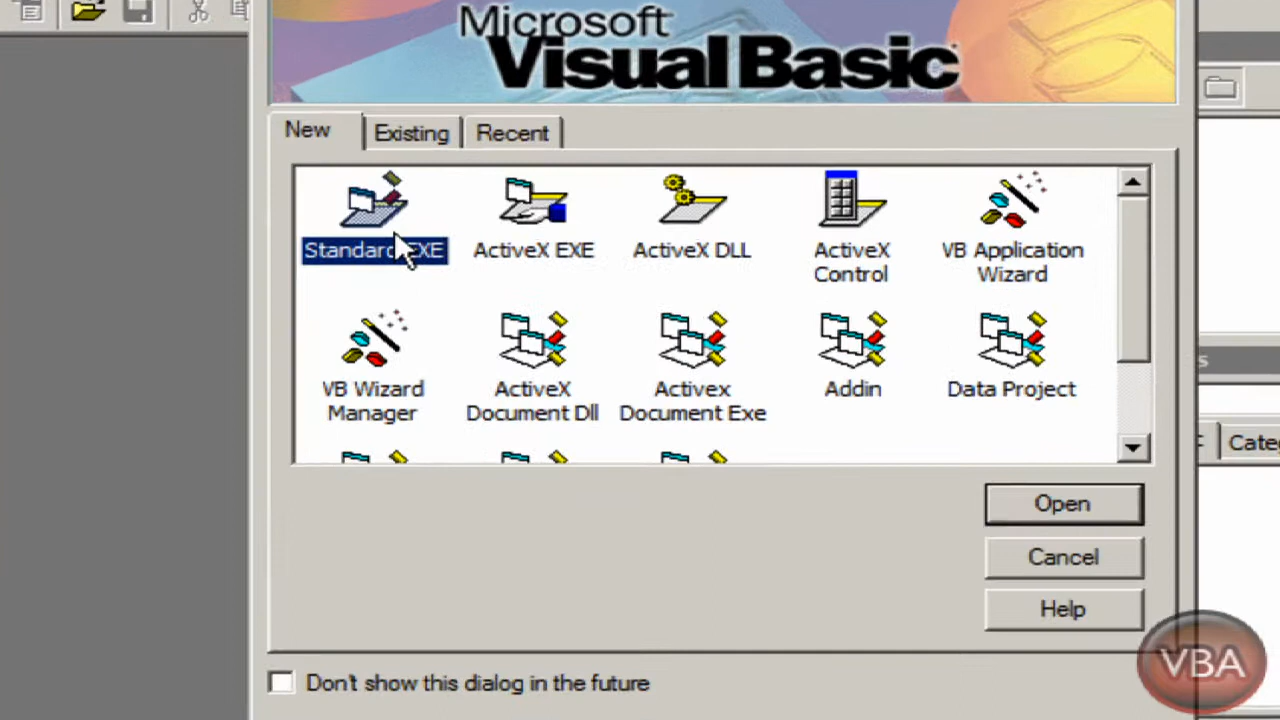 Microsoft
Visual Basic
New
Existing
Recent
Standard EXE
ActiveX EXE
ActiveX DLL
ActiveX
Control
VB Application
Wizard
VB Wizard
Manager
ActiveX
Document Dll
Activex
Document Exe
Addin
Data Project
Open
Cancel
Help
Don't show this dialog in the future
VBA